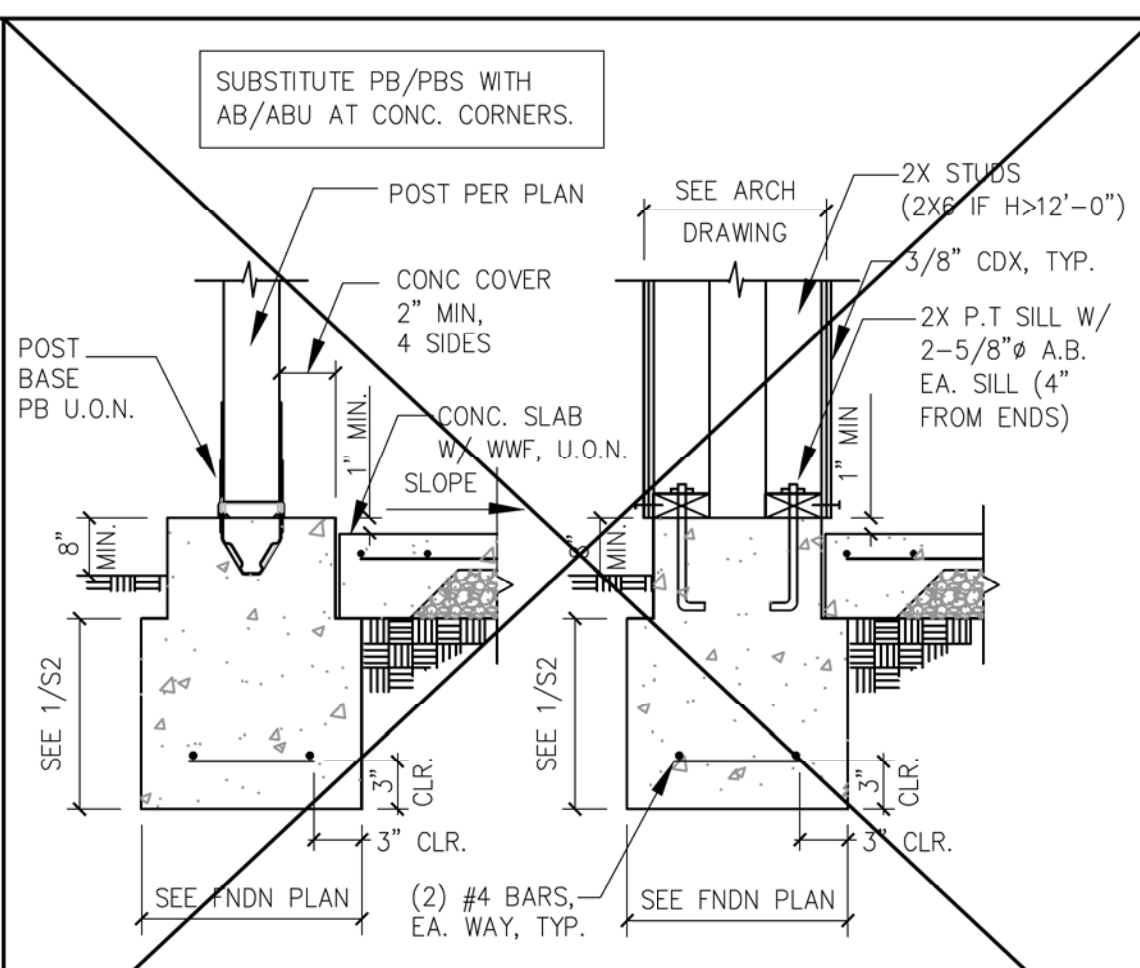 SUBSTITUTE PB/PBS WITH
AB/ABU AT CONC. CORNERS.
POST PER PLAN
CONC COVER
2" MIN,
4 SIDES
POST
BASE
PB U.O.N.
1" MIN.
CONC. SLAB
W/ WWF, U.O.N.
SLOPE
8"
MIN.
SEE 1/S2
3"
CLR.
3" CLR.
SEE FNDN PLAN
SEE ARCH
DRAWING
2X STUDS
(2X6 IF H>12'-0")
3/8" CDX, TYP.
2X P.T SILL W/
2-5/8"ø A.B.
EA. SILL (4"
FROM ENDS)
1" MIN
MIN.
SEE 1/S2
3"
CLR.
3" CLR.
(2) #4 BARS,
EA. WAY, TYP.
SEE FNDN PLAN